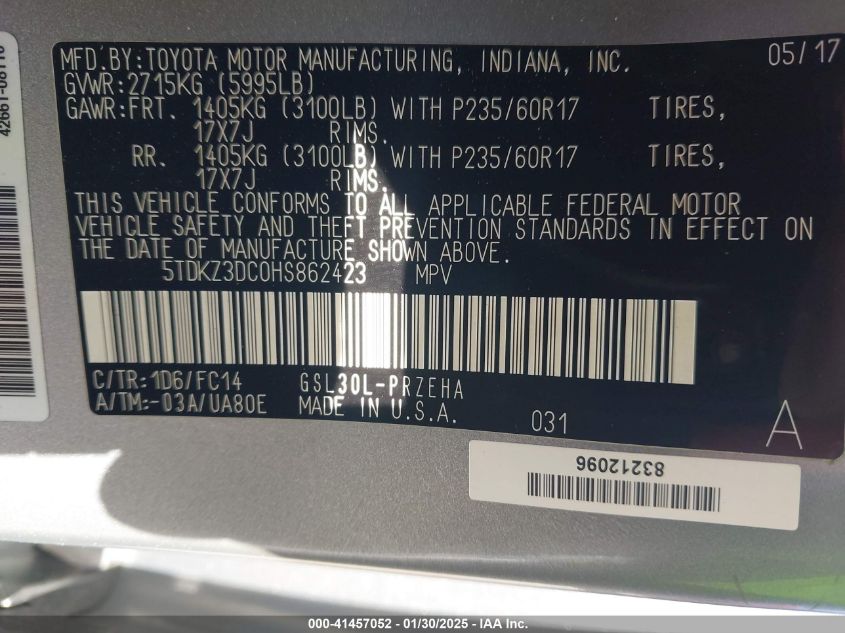 42661-08110
MFD.BY:TOYOTA MOTOR MANUFACTURING, INDIANA, INC. 05/17
GVWR:2715KG (5995LB)
GAWR:FRT. 1405KG (3100LB) WITH P235/60R17 TIRES,
17X7J RIMS.
RR. 1405KG (3100LB) WITH P235/60R17 TIRES,
17X7J RIMS.
THIS VEHICLE CONFORMS TO ALL APPLICABLE FEDERAL MOTOR
VEHICLE SAFETY AND THEFT PREVENTION STANDARDS IN EFFECT ON
THE DATE OF MANUFACTURE SHOWN ABOVE.
5TDKZ3DC0HS862423 MPV
C/TR:1D6/FC14 GSL30L-PRZEHA
A/TM:-03A/UA80E MADE IN U.S.A. 031 A
83212096
000-41457052 - 01/30/2025 - IAA Inc.